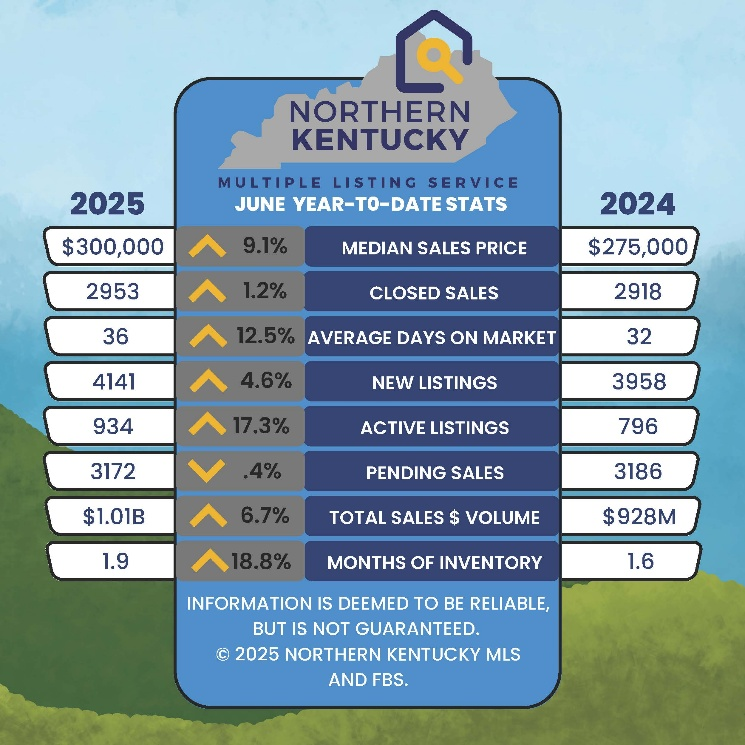 NORTHERN
KENTUCKY
MULTIPLE LISTING SERVICE
2025 JUNE YEAR-TO-DATE STATS 2024
$300,000 9.1% MEDIAN SALES PRICE $275,000
2953 1.2% CLOSED SALES 2918
36 12.5% AVERAGE DAYS ON MARKET 32
4141 4.6% NEW LISTINGS 3958
934 17.3% ACTIVE LISTINGS 796
3172 .4% PENDING SALES 3186
$1.01B 6.7% TOTAL SALES $ VOLUME $928M
1.9 18.8% MONTHS OF INVENTORY 1.6
INFORMATION IS DEEMED TO BE RELIABLE,
BUT IS NOT GUARANTEED.
© 2025 NORTHERN KENTUCKY MLS
AND FBS.